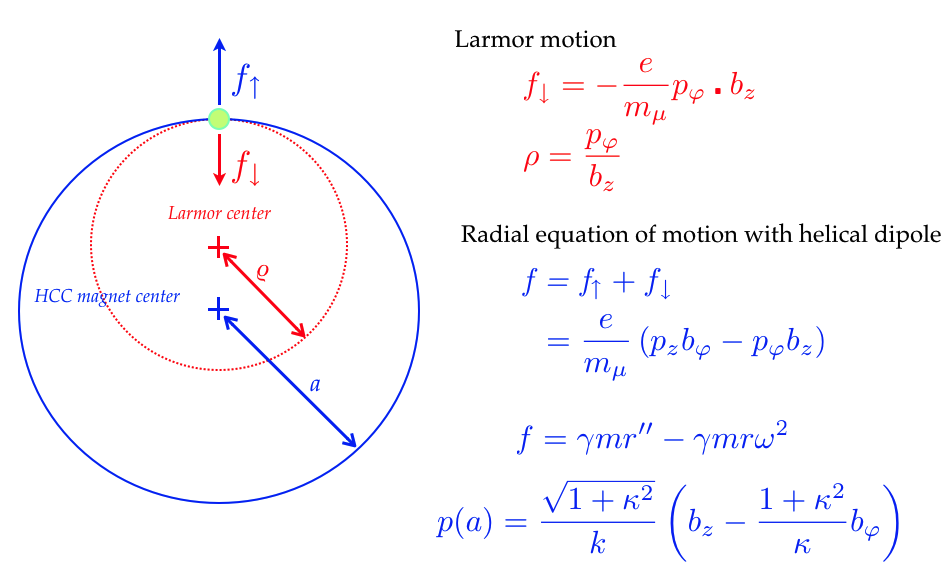 f↑
f↓
Larmor center
ϱ
HCC magnet center
a
Larmor motion
f↓ = − e/m_μ p_φ . b_z
ρ = p_φ/b_z
Radial equation of motion with helical dipole
f = f↑ + f↓
= e/m_μ (p_z b_φ − p_φ b_z)
f = γmr″ − γmrω²
p(a) = √(1 + κ²)/k (b_z − (1 + κ²)/κ b_φ)